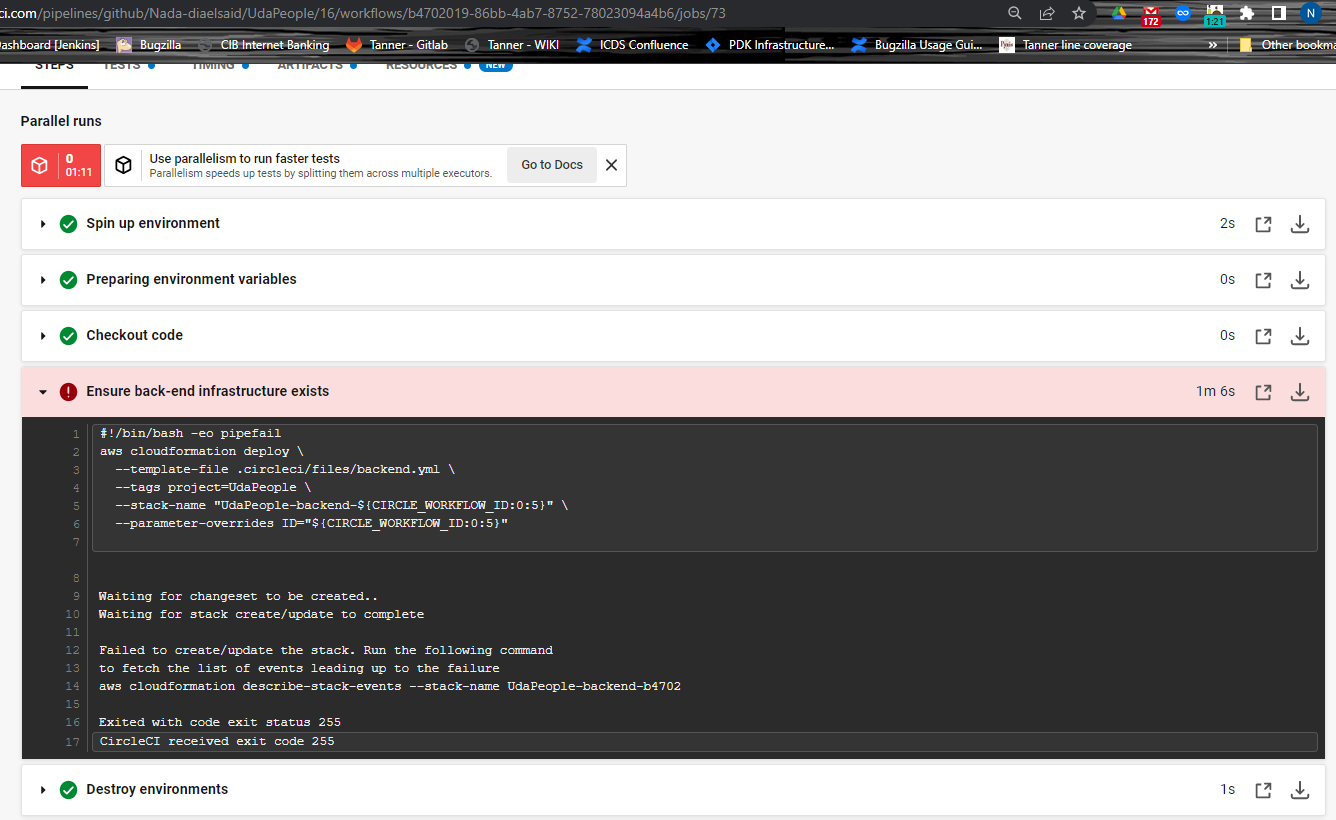 ci.com/pipelines/github/Nada-diaelsaid/UdaPeople/16/workflows/b4702019-86bb-4ab7-8752-78023094a4b6/jobs/73
172
1:21
N
ashboard [Jenkins]
Bugzilla
CIB Internet Banking
Tanner - Gitlab
Tanner - WIKI
ICDS Confluence
PDK Infrastructure...
Bugzilla Usage Gui...
Tanner line coverage
»
Other bookma
STEPS
TESTS
TIMING
ARTIFACTS
RESOURCES
NEW
Parallel runs
0
01:11
Use parallelism to run faster tests
Parallelism speeds up tests by splitting them across multiple executors.
Go to Docs
Spin up environment
2s
Preparing environment variables
0s
Checkout code
0s
Ensure back-end infrastructure exists
1m 6s
1 #!/bin/bash -eo pipefail
2 aws cloudformation deploy \
3 --template-file .circleci/files/backend.yml \
4 --tags project=UdaPeople \
5 --stack-name "UdaPeople-backend-${CIRCLE_WORKFLOW_ID:0:5}" \
6 --parameter-overrides ID="${CIRCLE_WORKFLOW_ID:0:5}"
7
8
9 Waiting for changeset to be created..
10 Waiting for stack create/update to complete
11
12 Failed to create/update the stack. Run the following command
13 to fetch the list of events leading up to the failure
14 aws cloudformation describe-stack-events --stack-name UdaPeople-backend-b4702
15
16 Exited with code exit status 255
17 CircleCI received exit code 255
Destroy environments
1s